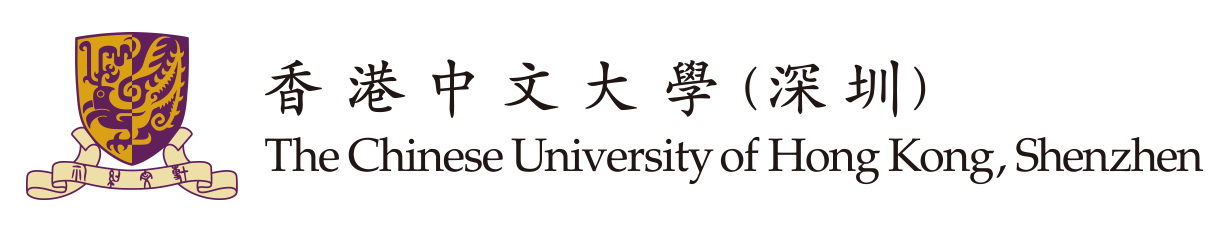 香港中文大學(深圳)
The Chinese University of Hong Kong, Shenzhen